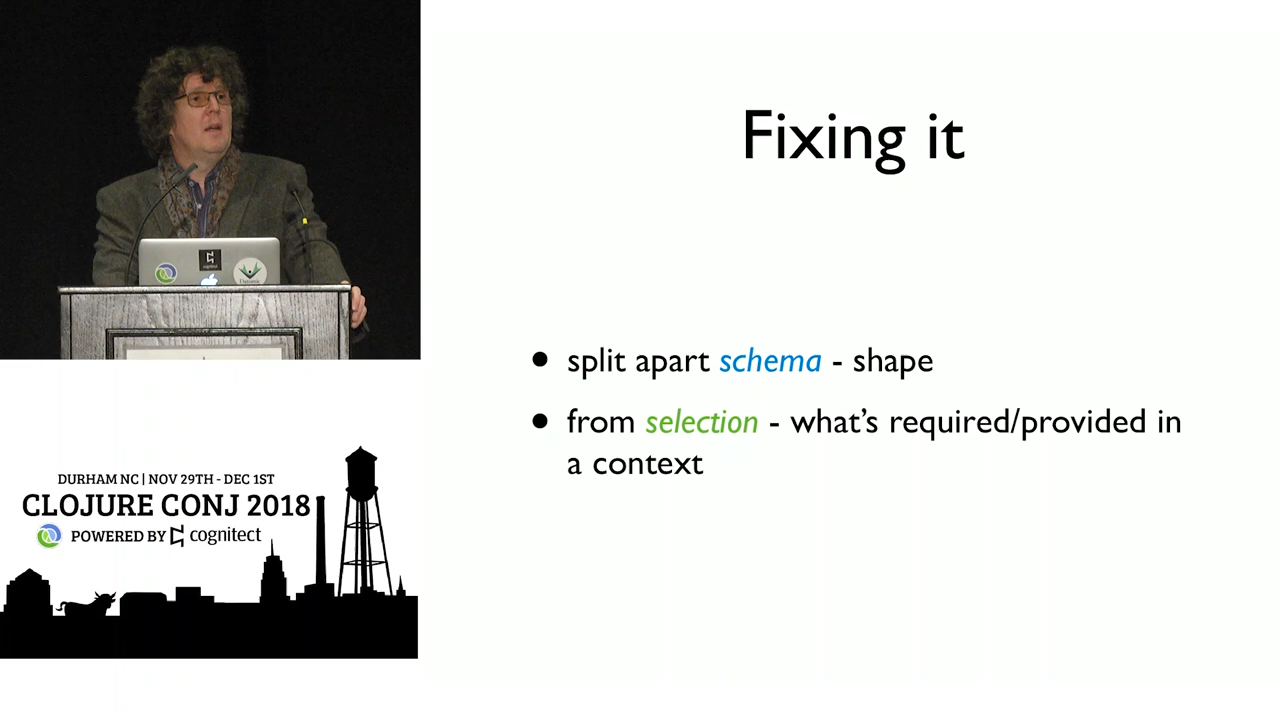 Fixing it
• split apart schema - shape
• from selection - what's required/provided in
a context
cognitect
DURHAM NC | NOV 29TH - DEC 1ST
CLOJURE CONJ 2018
POWERED BY cognitect